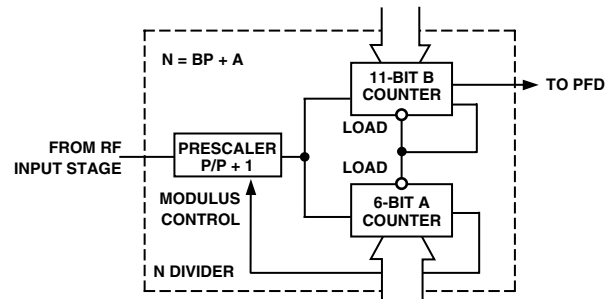 N = BP + A
11-BIT B
COUNTER
TO PFD
LOAD
FROM RF
INPUT STAGE
PRESCALER
P/P + 1
LOAD
MODULUS
CONTROL
6-BIT A
COUNTER
N DIVIDER